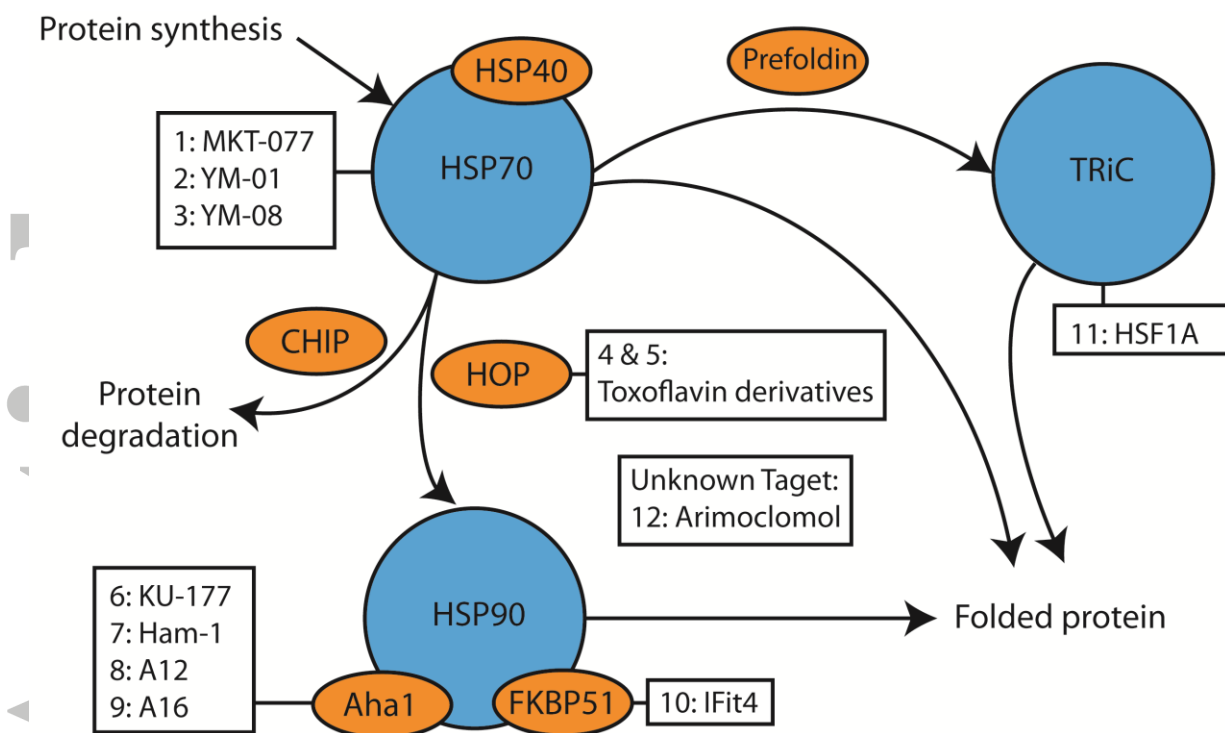 Protein synthesis
HSP40
Prefoldin
1: MKT-077
2: YM-01
3: YM-08
HSP70
TRiC
11: HSF1A
CHIP
HOP
4 & 5:
Toxoflavin derivatives
Protein
degradation
Unknown Taget:
12: Arimoclomol
6: KU-177
7: Ham-1
8: A12
9: A16
HSP90
Folded protein
Aha1
FKBP51
10: IFit4